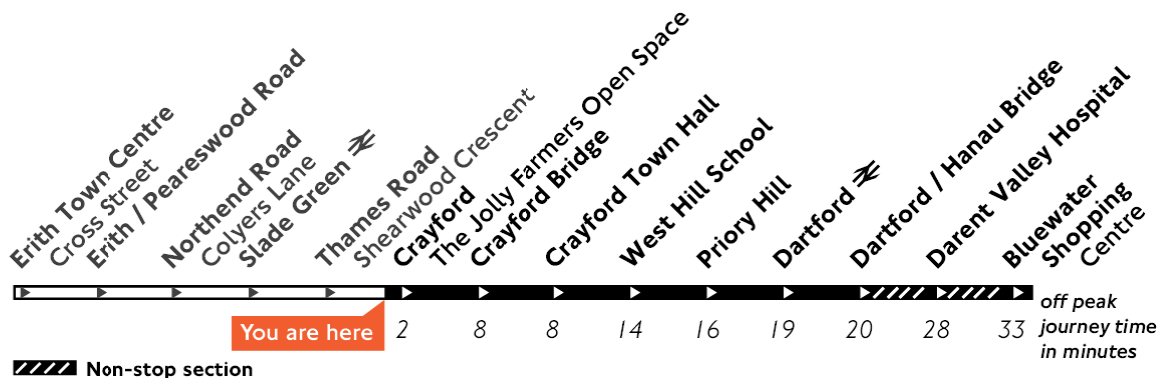 Erith Town Centre
Cross Street
Erith / Peareswood Road
Northend Road
Colyers Lane
Slade Green
Thames Road
Shearwood Crescent
Crayford
The Jolly Farmers Open Space
Crayford Bridge
Crayford Town Hall
West Hill School
Priory Hill
Dartford
Dartford / Hanau Bridge
Darent Valley Hospital
Bluewater
Shopping
Centre
You are here
2 8 8 14 16 19 20 28 33
off peak
journey time
in minutes
Non-stop section